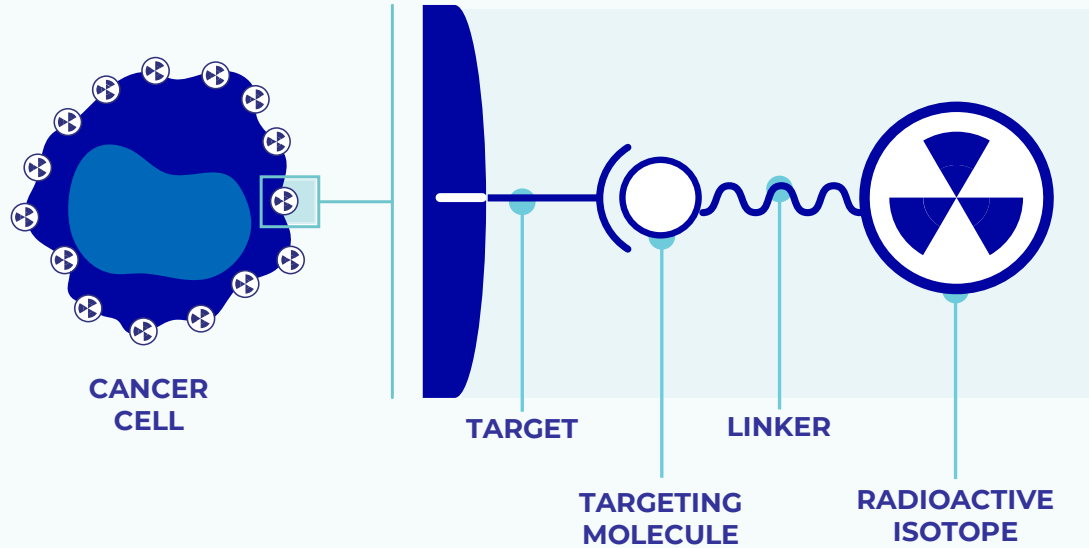 CANCER
CELL
TARGET
LINKER
TARGETING
MOLECULE
RADIOACTIVE
ISOTOPE